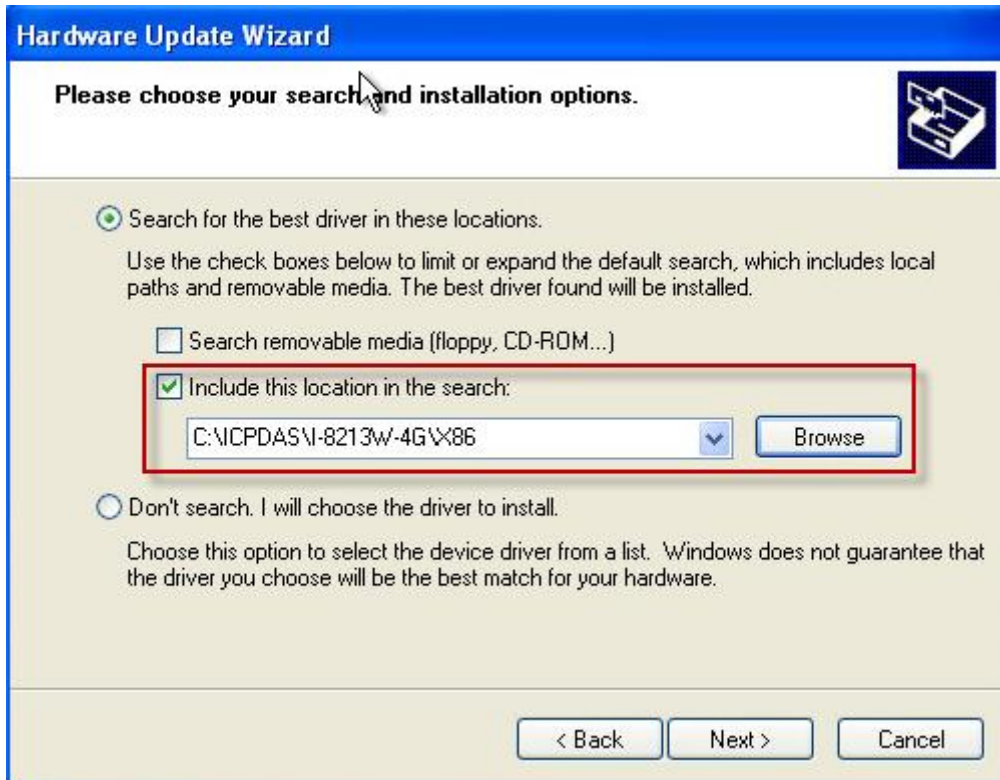 Hardware Update Wizard
Please choose your search and installation options.
Search for the best driver in these locations.
Use the check boxes below to limit or expand the default search, which includes local
paths and removable media. The best driver found will be installed.
Search removable media (floppy, CD-ROM...)
Include this location in the search:
C:\ICPDAS\I-8213W-4G\X86
Browse
Don't search. I will choose the driver to install.
Choose this option to select the device driver from a list.  Windows does not guarantee that
the driver you choose will be the best match for your hardware.
< Back
Next >
Cancel